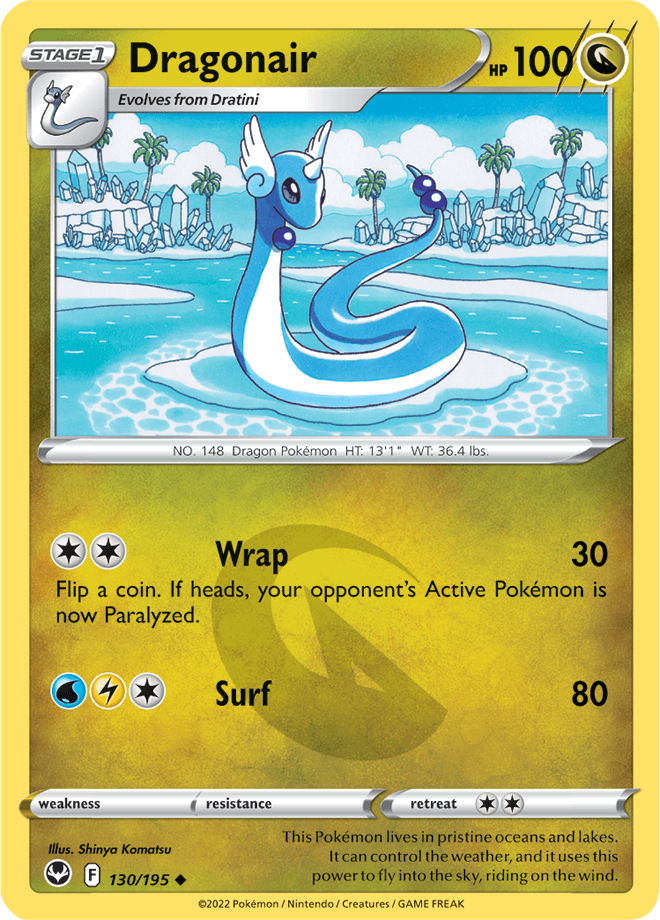 STAGE 1
Dragonair
HP 100
Evolves from Dratini
NO. 148 Dragon Pokémon HT: 13'1" WT: 36.4 lbs.
Wrap 30
Flip a coin. If heads, your opponent's Active Pokémon is
now Paralyzed.
Surf 80
weakness resistance retreat
Illus. Shinya Komatsu
This Pokémon lives in pristine oceans and lakes.
It can control the weather, and it uses this
power to fly into the sky, riding on the wind.
F 130/195
©2022 Pokémon / Nintendo / Creatures / GAME FREAK